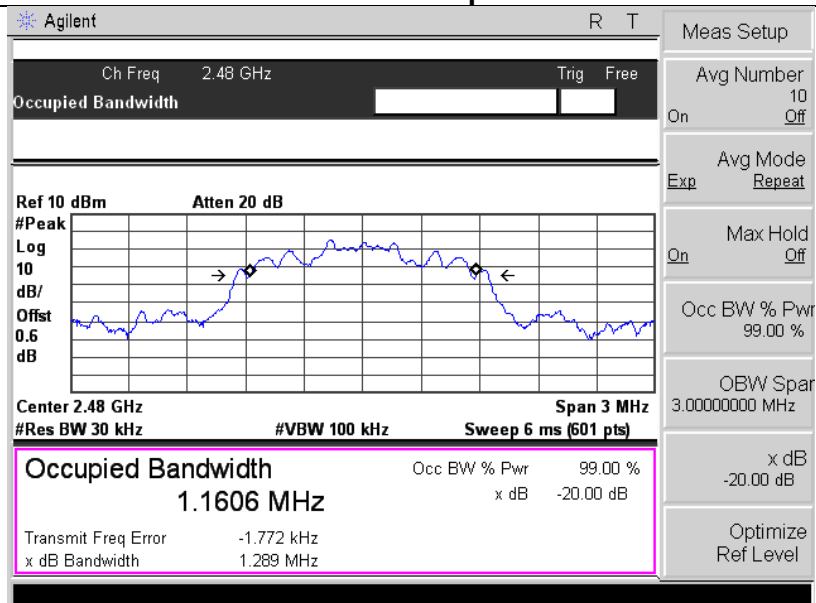 Agilent R T
Ch Freq 2.48 GHz Trig Free
Occupied Bandwidth
Ref 10 dBm Atten 20 dB
#Peak
Log
10
dB/
Offst
0.6
dB
Center 2.48 GHz Span 3 MHz
#Res BW 30 kHz #VBW 100 kHz Sweep 6 ms (601 pts)
Occupied Bandwidth
1.1606 MHz
Occ BW % Pwr 99.00 %
x dB -20.00 dB
Transmit Freq Error -1.772 kHz
x dB Bandwidth 1.289 MHz
Meas Setup
Avg Number
10
On Off
Avg Mode
Exp Repeat
Max Hold
On Off
Occ BW % Pwr
99.00 %
OBW Span
3.00000000 MHz
x dB
-20.00 dB
Optimize
Ref Level